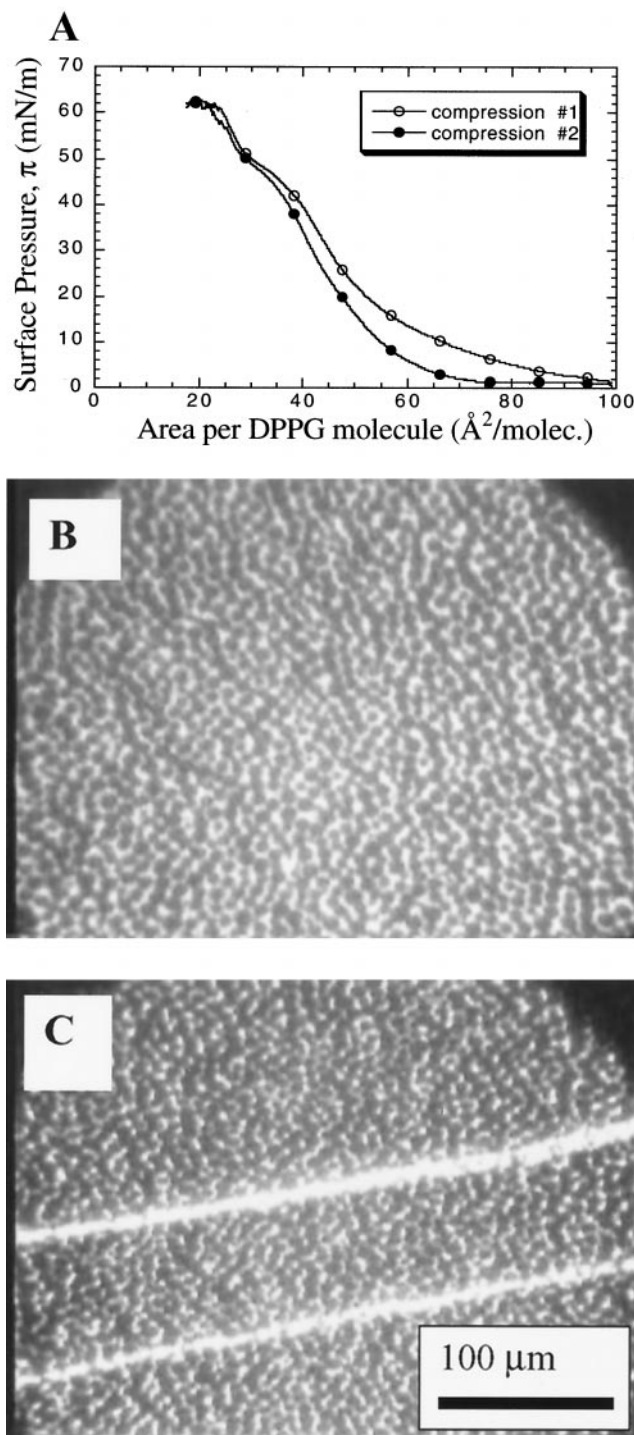 A
70
60
50
40
30
20
10
0
Surface Pressure, π (mN/m)
compression #1
compression #2
0 20 40 60 80 100
Area per DPPG molecule (Å²/molec.)
B
C
100 μm